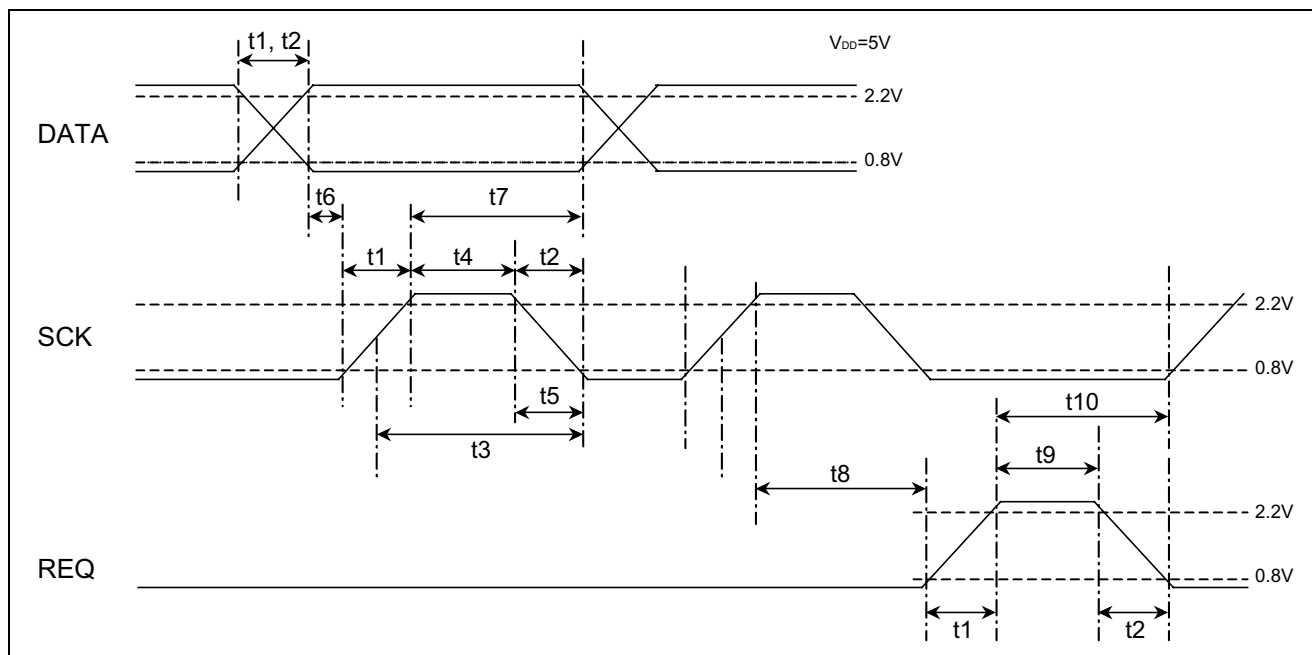 t1, t2
V DD=5V
2.2V
DATA
0.8V
t6
t7
t1
t4
t2
2.2V
SCK
0.8V
t5
t10
t3
t9
t8
2.2V
REQ
0.8V
t1
t2